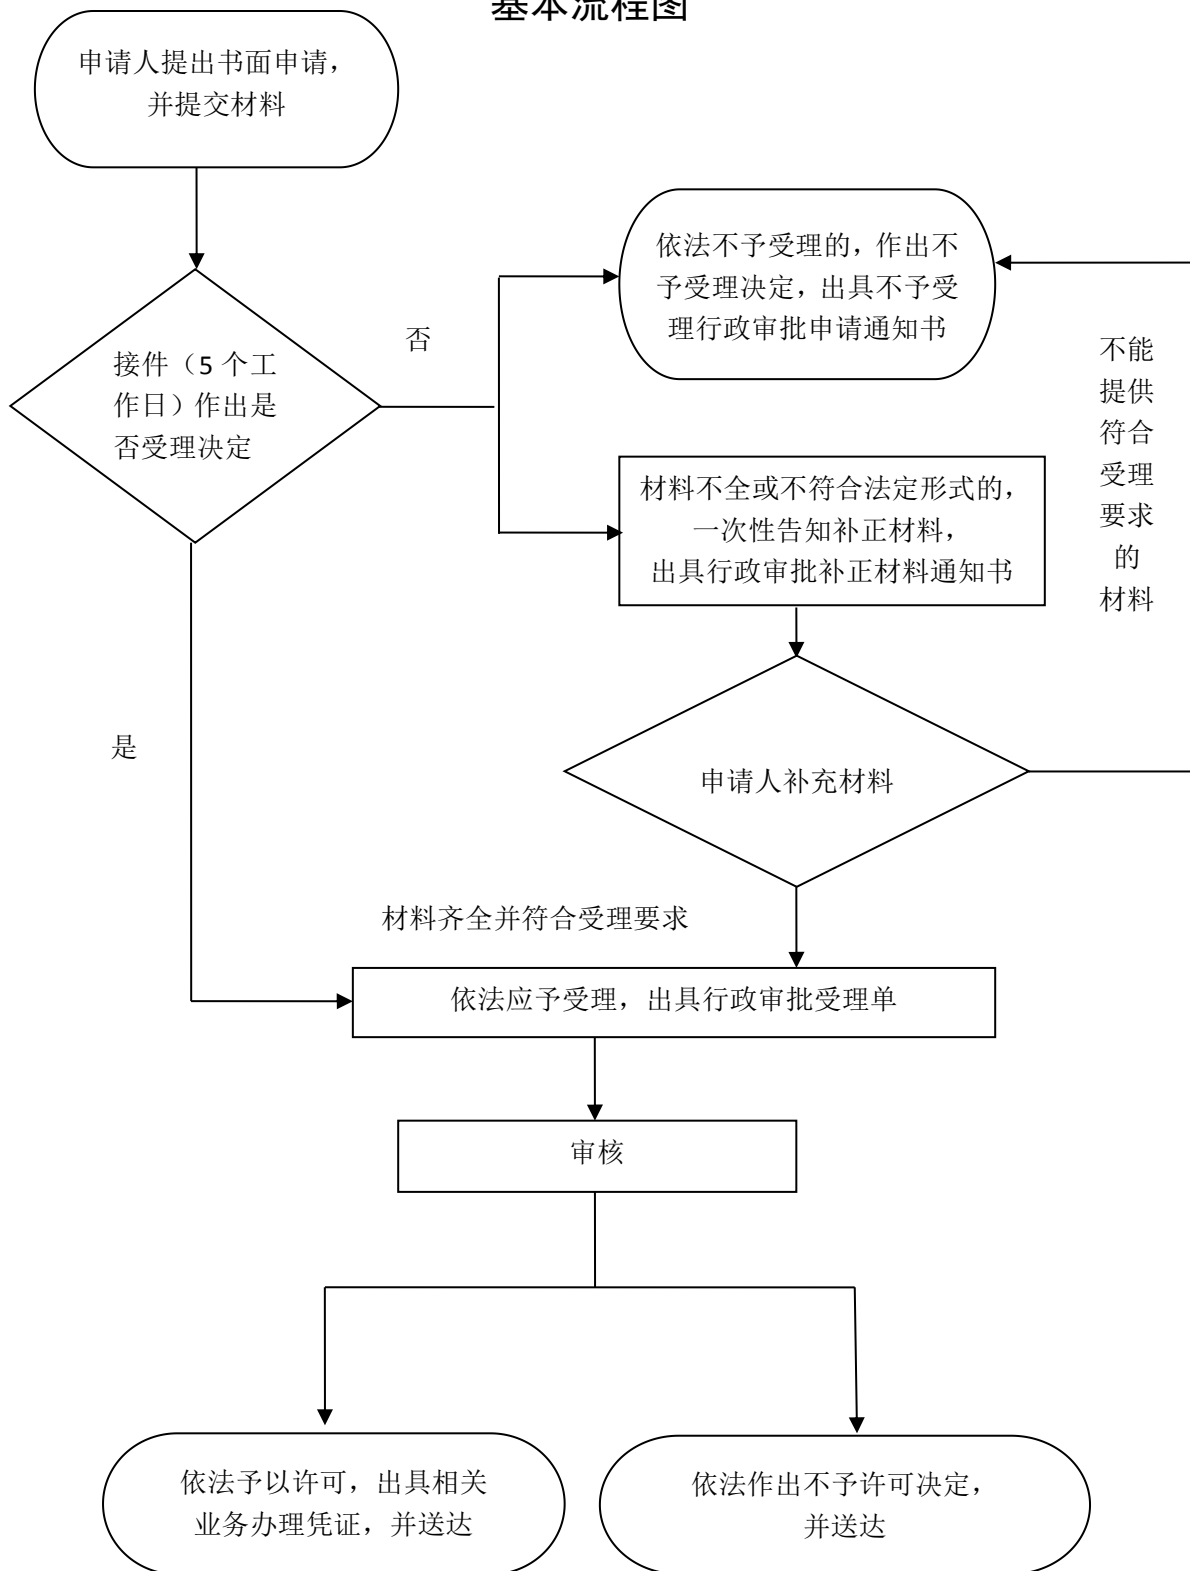 基本流程图
申请人提出书面申请，
并提交材料
依法不予受理的，作出不
予受理决定，出具不予受
理行政审批申请通知书
否
接件（5 个工
作日）作出是
否受理决定
不能
提供
符合
受理
要求
的
材料
材料不全或不符合法定形式的，
一次性告知补正材料，
出具行政审批补正材料通知书
是
申请人补充材料
材料齐全并符合受理要求
依法应予受理，出具行政审批受理单
审核
依法予以许可，出具相关
业务办理凭证，并送达
依法作出不予许可决定，
并送达